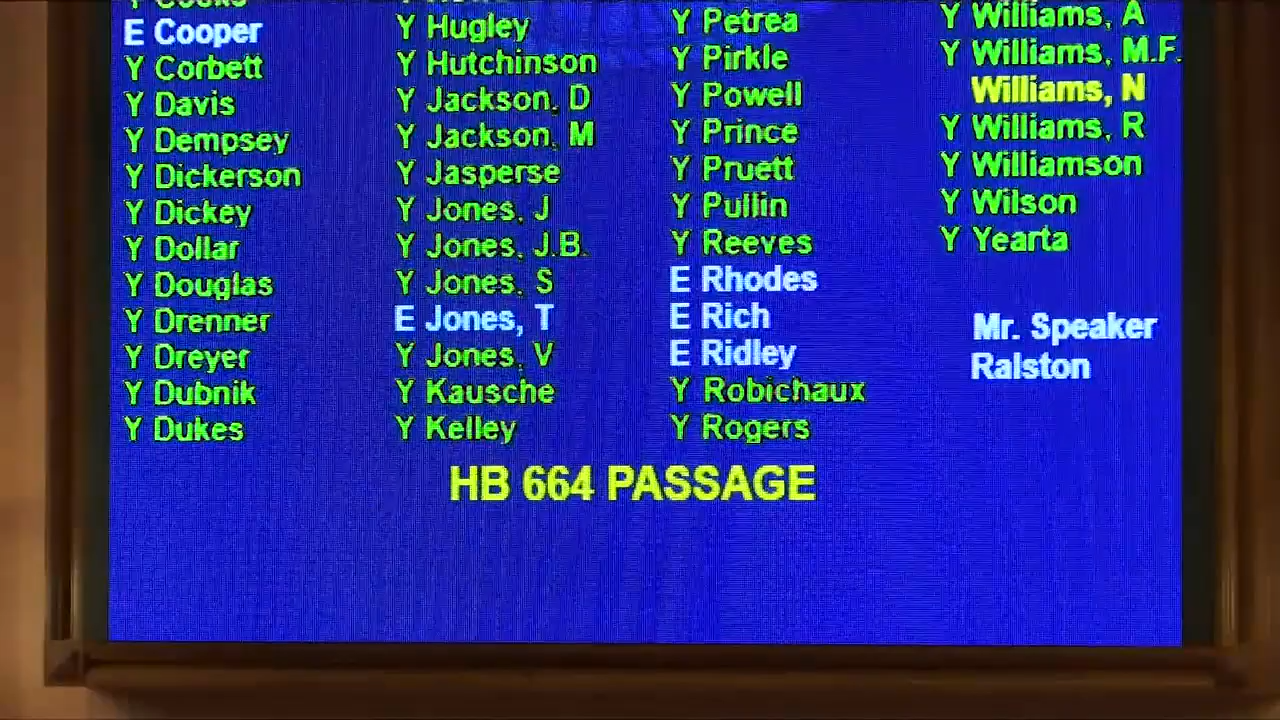 E Cooper
Y Corbett
Y Davis
Y Dempsey
Y Dickerson
Y Dickey
Y Dollar
Y Douglas
Y Drenner
Y Dreyer
Y Dubnik
Y Dukes
Y Hugley
Y Hutchinson
Y Jackson, D
Y Jackson, M
Y Jasperse
Y Jones, J
Y Jones, J.B.
Y Jones, S
E Jones, T
Y Jones, V
Y Kausche
Y Kelley
Y Petrea
Y Pirkle
Y Powell
Y Prince
Y Pruett
Y Pullin
Y Reeves
E Rhodes
E Rich
E Ridley
Y Robichaux
Y Rogers
Y Williams, A
Y Williams, M.F.
Williams, N
Y Williams, R
Y Williamson
Y Wilson
Y Yearta
Mr. Speaker
Ralston
HB 664 PASSAGE